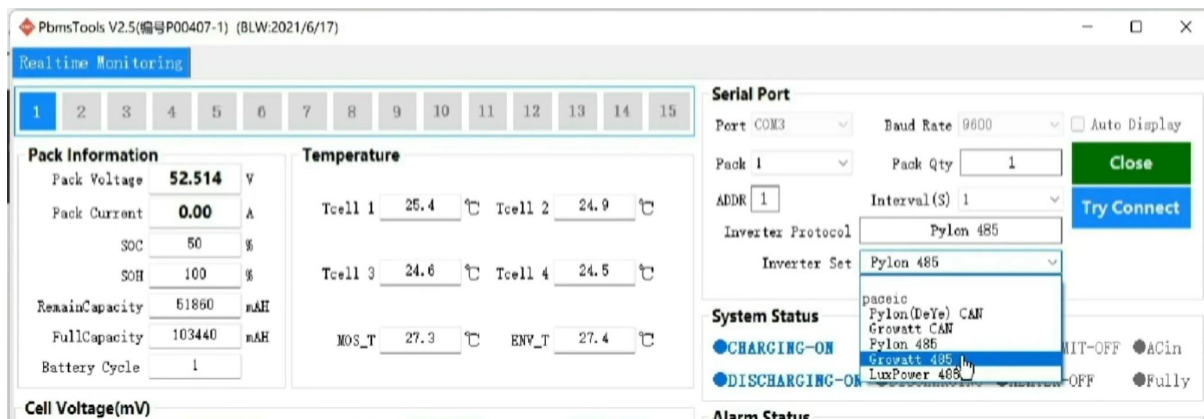 PbmsTools V2.5(编号P00407-1) (BLW:2021/6/17)
Realtime Monitoring
1 2 3 4 5 6 7 8 9 10 11 12 13 14 15
Pack Information
Pack Voltage 52.514 V
Pack Current 0.00 A
SOC 50 %
SOH 100 %
RemainCapacity 51860 mAH
FullCapacity 103440 mAH
Battery Cycle 1
Temperature
Tcell 1 25.4 ℃ Tcell 2 24.9 ℃
Tcell 3 24.6 ℃ Tcell 4 24.5 ℃
MOS_T 27.3 ℃ ENV_T 27.4 ℃
Serial Port
Port COM3 Baud Rate 9600 Auto Display
Pack 1 Pack Qty 1 Close
ADDR 1 Interval(S) 1 Try Connect
Inverter Protocol Pylon 485
Inverter Set Pylon 485
paceic
Pylon(DeYe) CAN
Growatt CAN
Pylon 485
Growatt 485
LuxPower 485
System Status
CHARGING-ON MIT-OFF ACin
DISCHARGING-ON -OFF Fully
Cell Voltage(mV)
Alarm Status